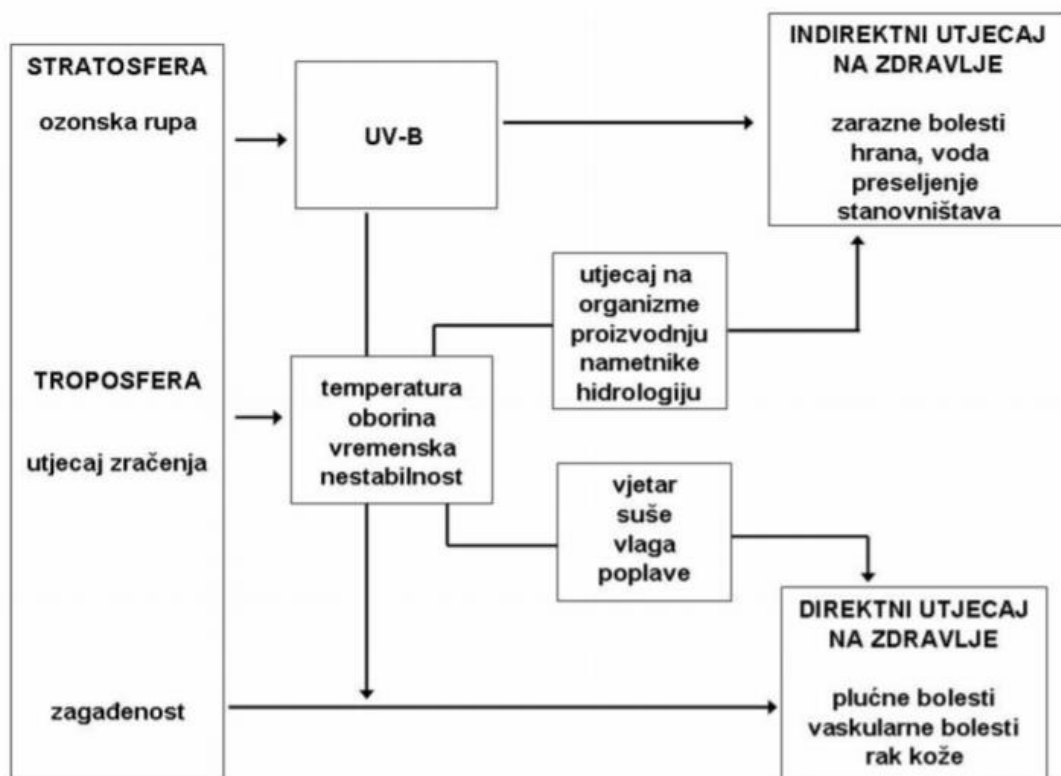 STRATOSFERA
ozonska rupa
TROPOSFERA
utjecaj zračenja
zagađenost
UV-B
temperatura
oborina
vremenska
nestabilnost
utjecaj na
organizme
proizvodnju
nametnike
hidrologiju
vjetar
suše
vlaga
poplave
INDIREKTNI UTJECAJ
NA ZDRAVLJE
zarazne bolesti
hrana, voda
preseljenje
stanovništava
DIREKTNI UTJECAJ
NA ZDRAVLJE
plućne bolesti
vaskularne bolesti
rak kože